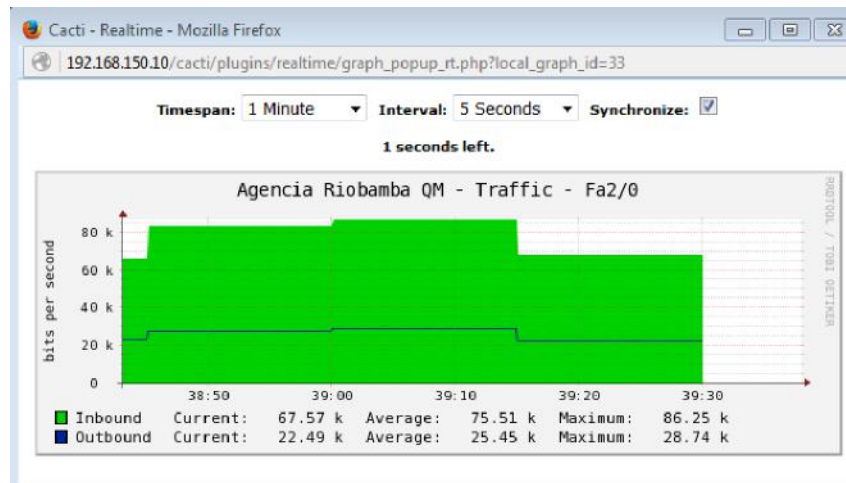 Cacti - Realtime - Mozilla Firefox
192.168.150.10/cacti/plugins/realtime/graph_popup_rt.php?local_graph_id=33
Timespan: 1 Minute Interval: 5 Seconds Synchronize:
1 seconds left.
Agencia Riobamba QM - Traffic - Fa2/0
RRDTOOL / TOBI OETIKER
bits per second
80 k
60 k
40 k
20 k
0
38:50 39:00 39:10 39:20 39:30
Inbound Current: 67.57 k Average: 75.51 k Maximum: 86.25 k
Outbound Current: 22.49 k Average: 25.45 k Maximum: 28.74 k